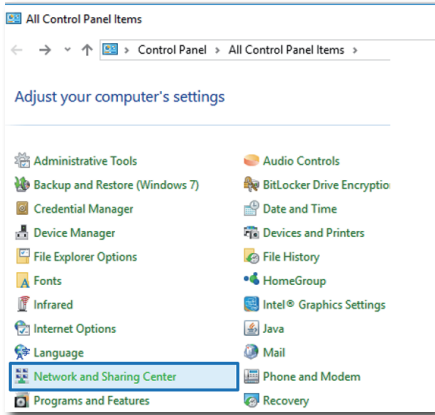 All Control Panel Items
Control Panel > All Control Panel Items >
Adjust your computer's settings
Administrative Tools
Audio Controls
Backup and Restore (Windows 7)
BitLocker Drive Encryptio
Credential Manager
Date and Time
Device Manager
Devices and Printers
File Explorer Options
File History
Fonts
HomeGroup
Infrared
Intel® Graphics Settings
Internet Options
Java
Language
Mail
Network and Sharing Center
Phone and Modem
Programs and Features
Recovery